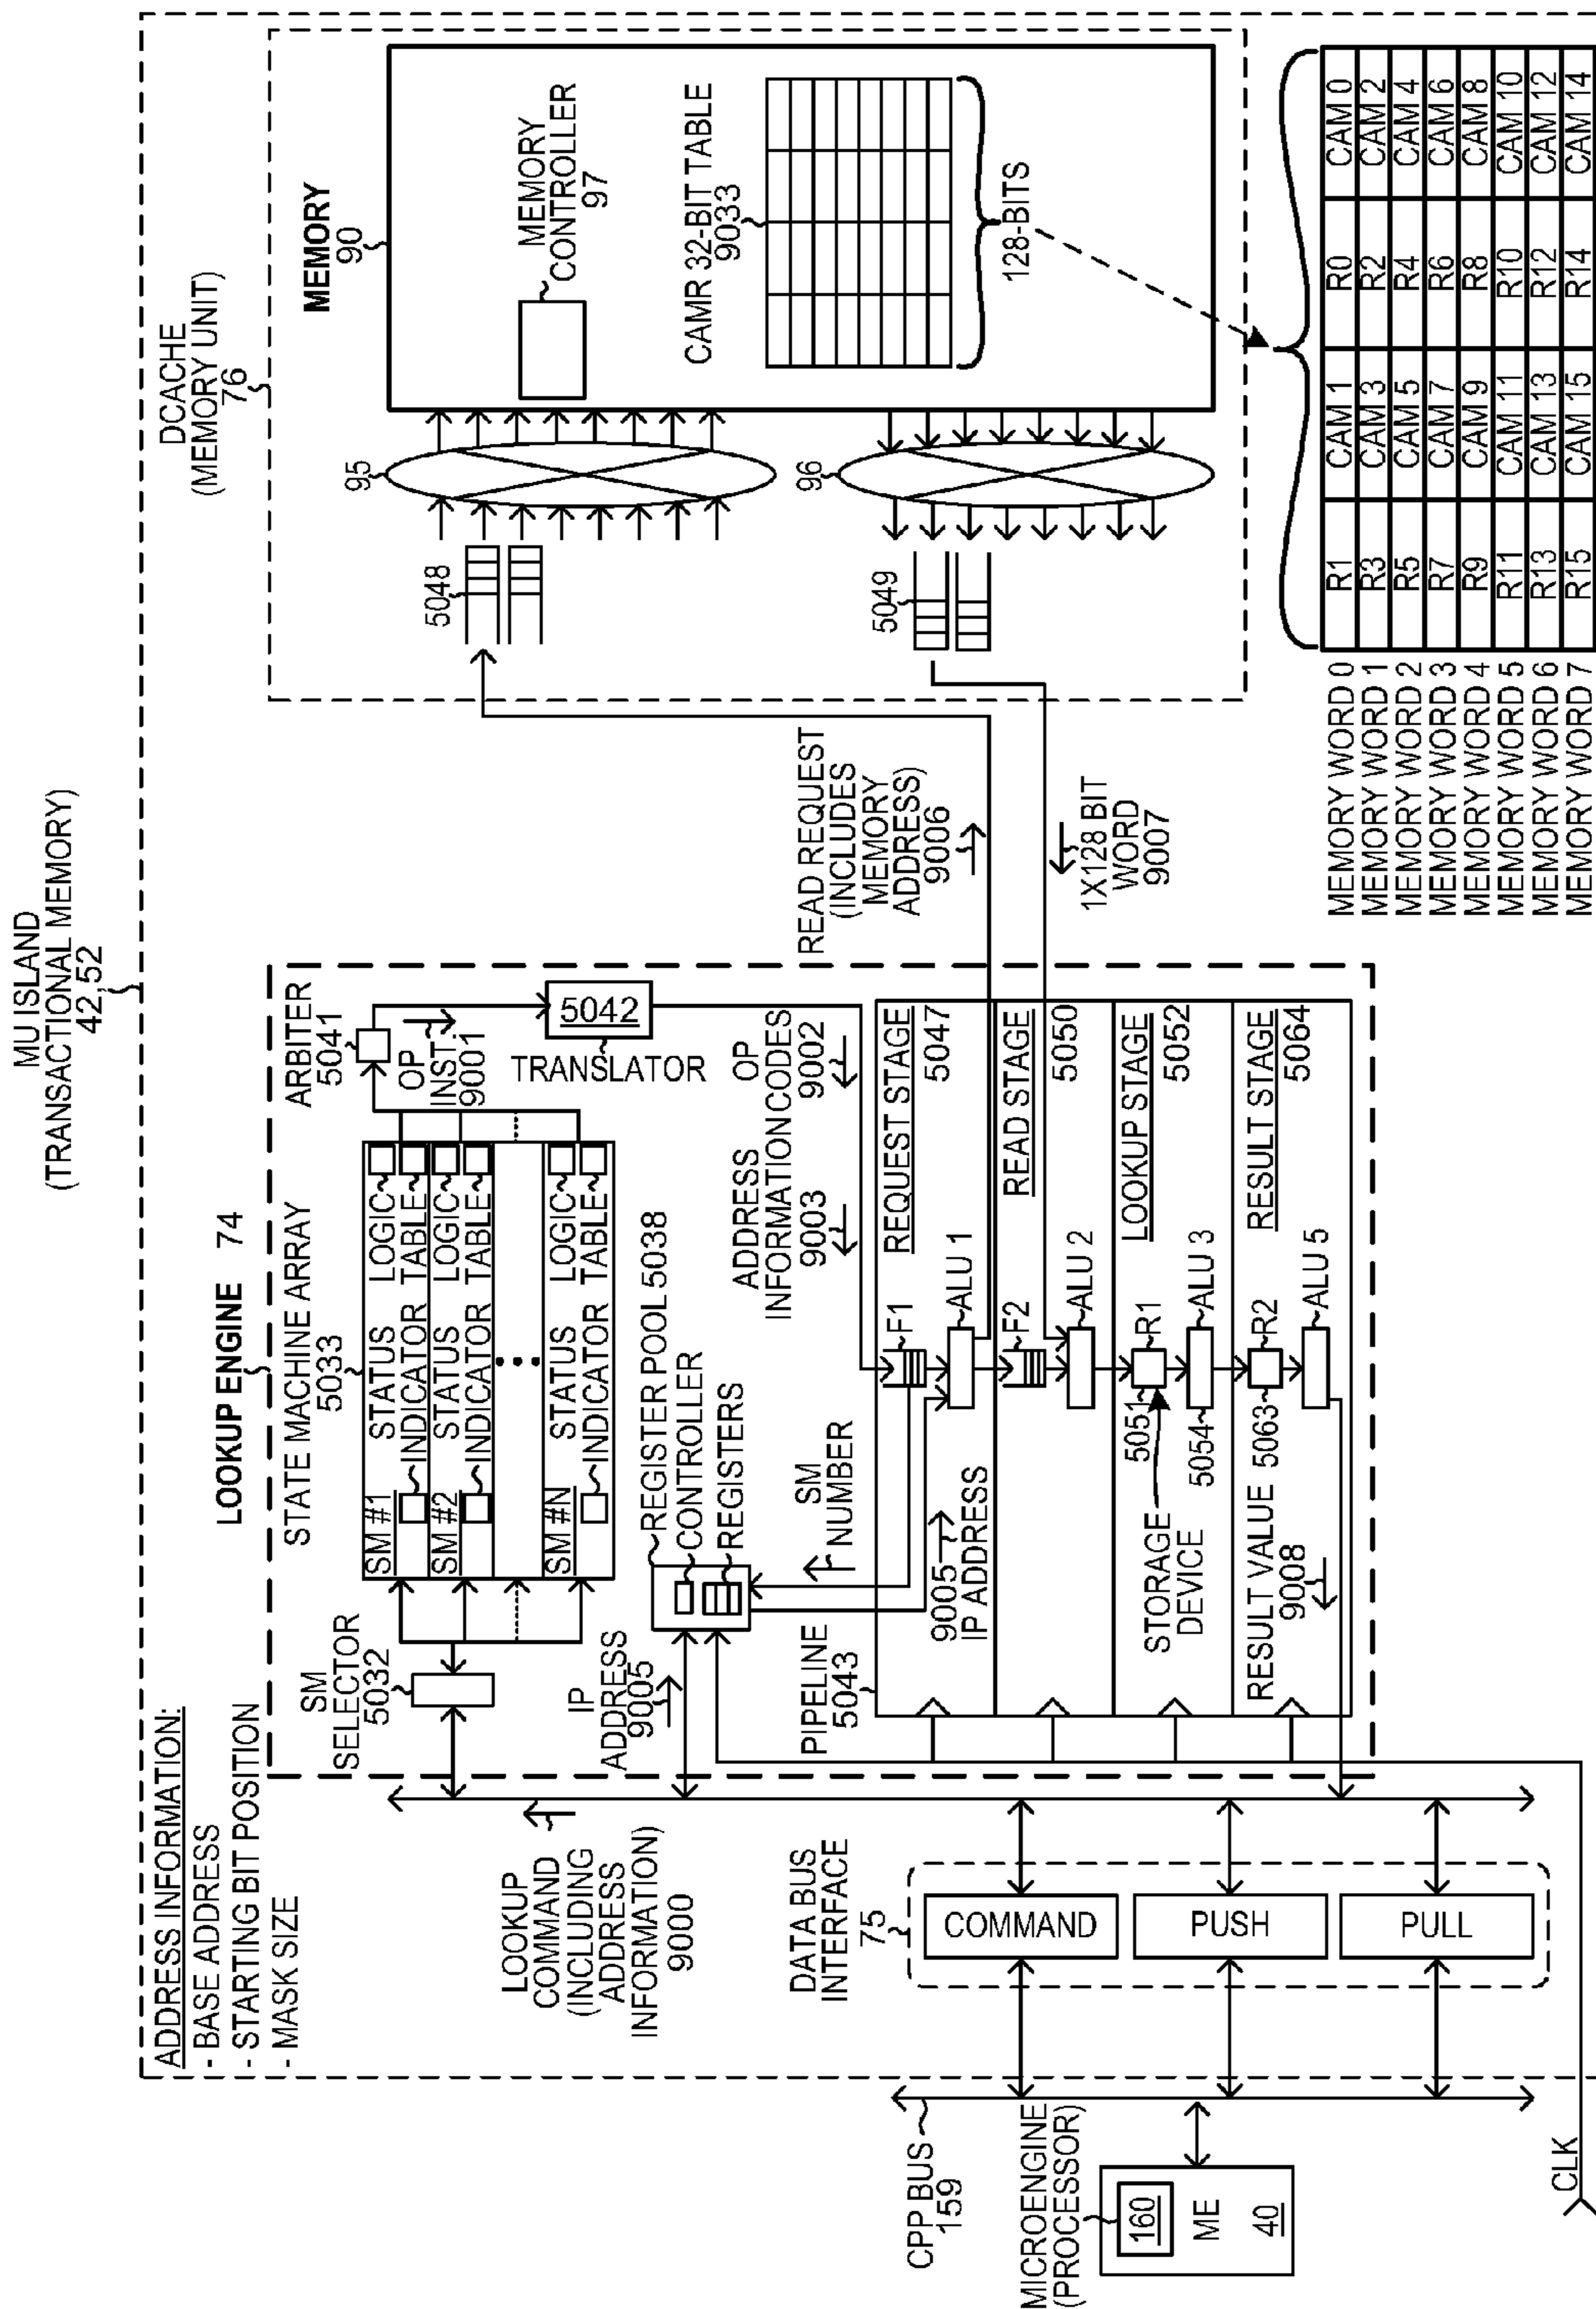 MU ISLAND
(TRANSACTIONAL MEMORY)
42,52
ADDRESS INFORMATION:
- BASE ADDRESS
- STARTING BIT POSITION
- MASK SIZE
LOOKUP ENGINE 74
STATE MACHINE ARRAY
5033
SM
SELECTOR
5032
SM #1 STATUS LOGIC
INDICATOR TABLE
SM #2 STATUS LOGIC
INDICATOR TABLE
SM #N STATUS LOGIC
INDICATOR TABLE
ARBITER
5041
OP
INST.
9001
5042
TRANSLATOR
LOOKUP
COMMAND
(INCLUDING
ADDRESS
INFORMATION)
9000
IP
ADDRESS
9005
REGISTER POOL 5038
CONTROLLER
REGISTERS
SM
NUMBER
ADDRESS
INFORMATION
9003
OP
CODES
9002
PIPELINE
5043
9005
IP ADDRESS
F1
ALU 1
REQUEST STAGE
5047
F2
ALU 2
READ STAGE
5050
STORAGE
DEVICE
5051
R1
5054
ALU 3
LOOKUP STAGE
5052
RESULT VALUE
9008
5063
R2
ALU 5
RESULT STAGE
5064
DATA BUS
INTERFACE
75
COMMAND
PUSH
PULL
CPP BUS
159
MICROENGINE
(PROCESSOR)
160
ME
40
CLK
READ REQUEST
(INCLUDES
MEMORY
ADDRESS)
9006
1X128 BIT
WORD
9007
DCACHE
(MEMORY UNIT)
76
5048
95
5049
96
MEMORY
90
MEMORY
CONTROLLER
97
CAMR 32-BIT TABLE
9033
128-BITS
MEMORY WORD 0 R1 CAM 1 R0 CAM 0
MEMORY WORD 1 R3 CAM 3 R2 CAM 2
MEMORY WORD 2 R5 CAM 5 R4 CAM 4
MEMORY WORD 3 R7 CAM 7 R6 CAM 6
MEMORY WORD 4 R9 CAM 9 R8 CAM 8
MEMORY WORD 5 R11 CAM 11 R10 CAM 10
MEMORY WORD 6 R13 CAM 13 R12 CAM 12
MEMORY WORD 7 R15 CAM 15 R14 CAM 14